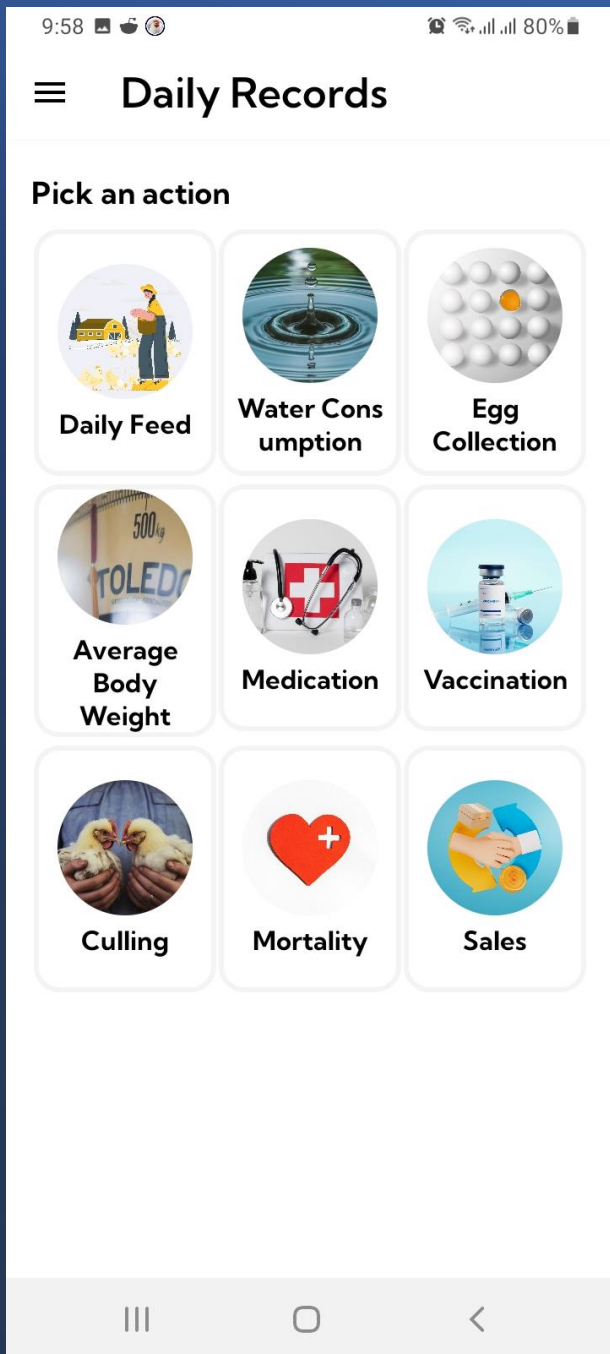 9:58
80%
Daily Records
Pick an action
Daily Feed
Water Cons
umption
Egg
Collection
500kg
TOLEDO
Average
Body
Weight
Medication
Vaccination
Culling
Mortality
Sales